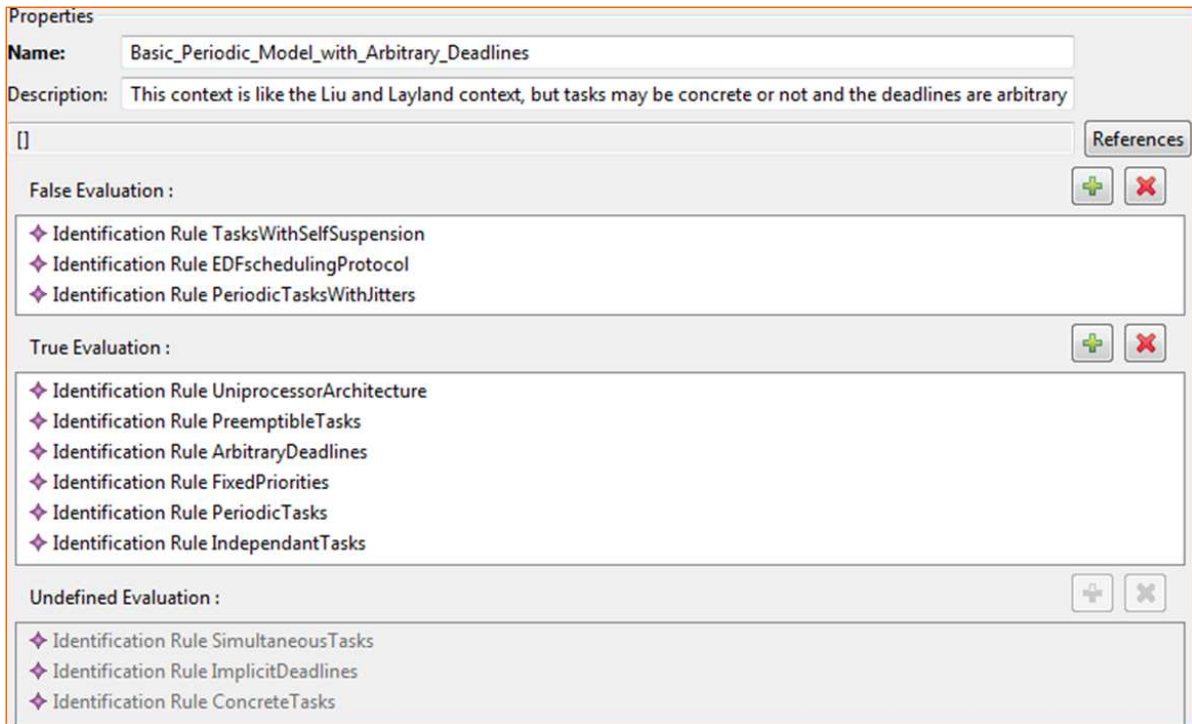 Properties
Name: Basic_Periodic_Model_with_Arbitrary_Deadlines
Description: This context is like the Liu and Layland context, but tasks may be concrete or not and the deadlines are arbitrary
[] References
False Evaluation :
Identification Rule TasksWithSelfSuspension
Identification Rule EDFschedulingProtocol
Identification Rule PeriodicTasksWithJitters
True Evaluation :
Identification Rule UniprocessorArchitecture
Identification Rule PreemptibleTasks
Identification Rule ArbitraryDeadlines
Identification Rule FixedPriorities
Identification Rule PeriodicTasks
Identification Rule IndependantTasks
Undefined Evaluation :
Identification Rule SimultaneousTasks
Identification Rule ImplicitDeadlines
Identification Rule ConcreteTasks